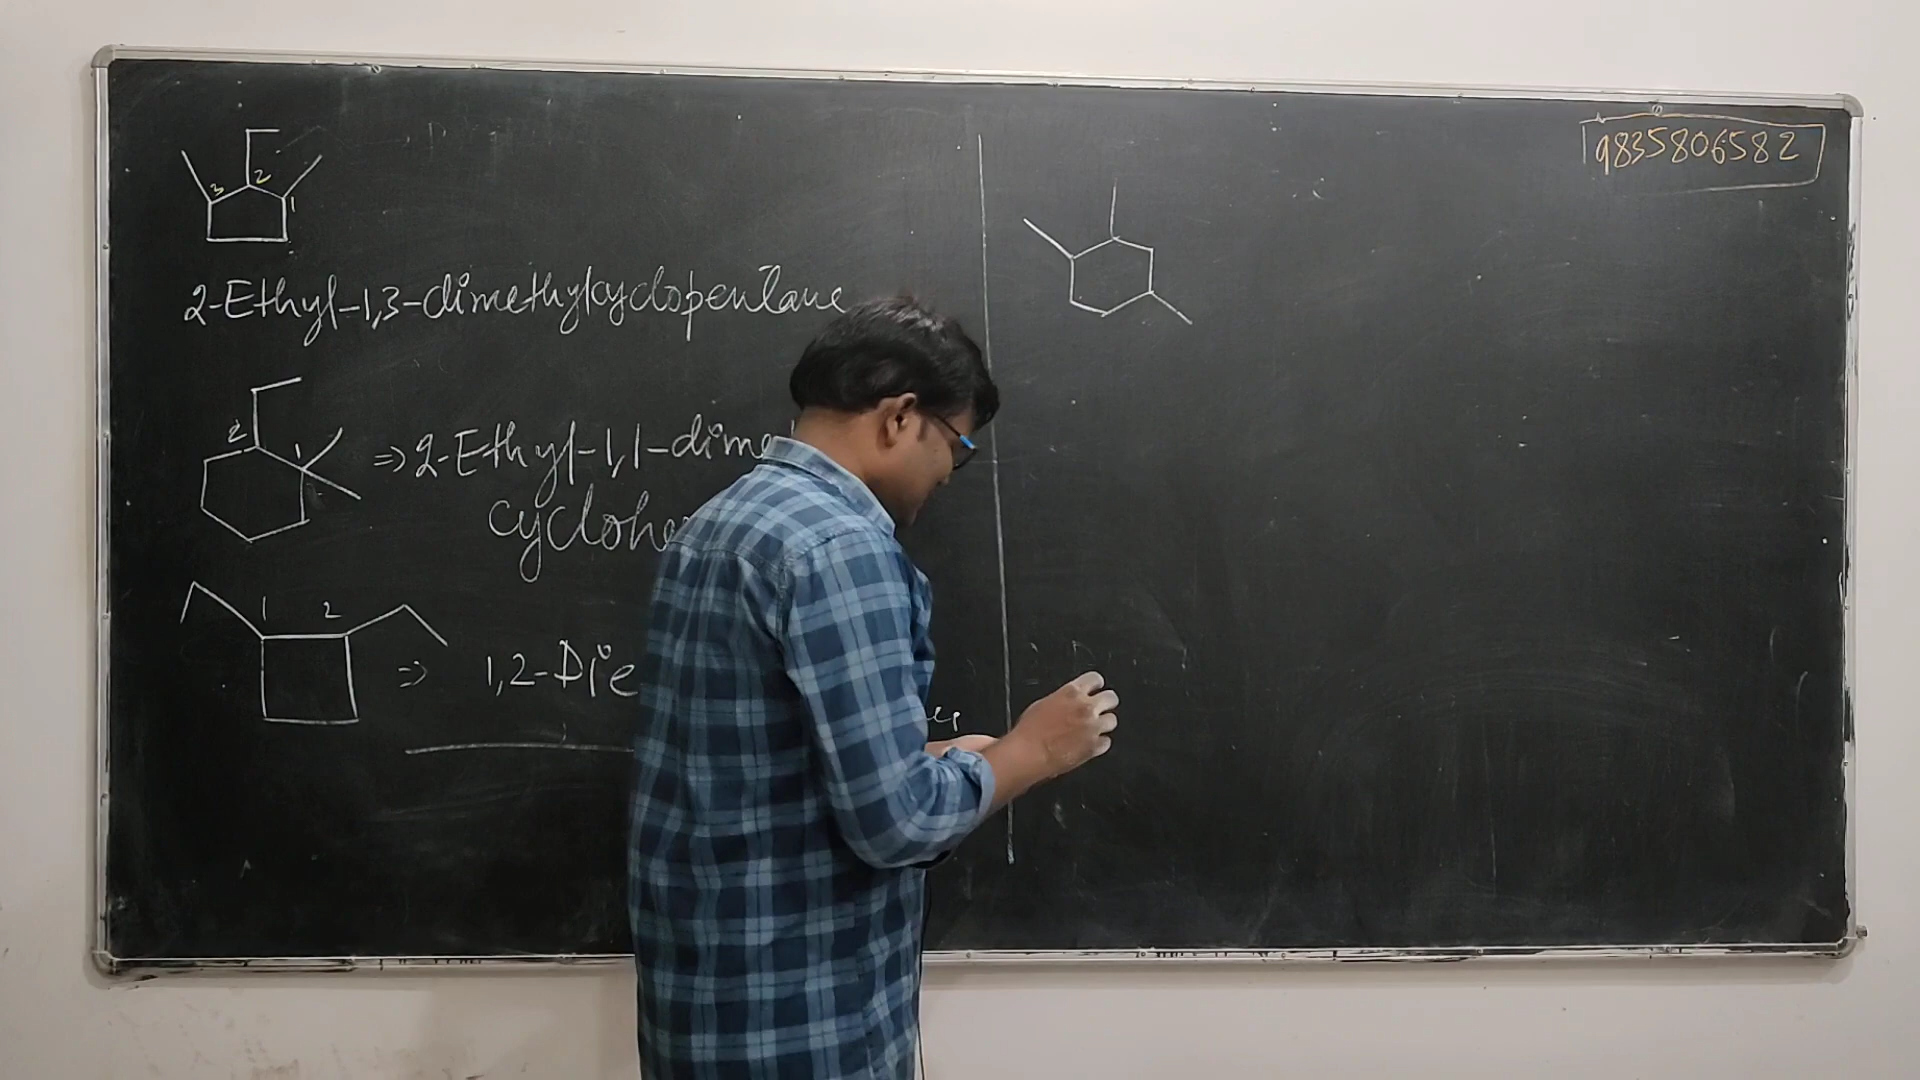 3 2 1
2-Ethyl-1,3-dimethylcyclopentane
2 1
⇒ 2-Ethyl-1,1-dime
cyclohe
1 2
⇒ 1,2-Die
9835806582